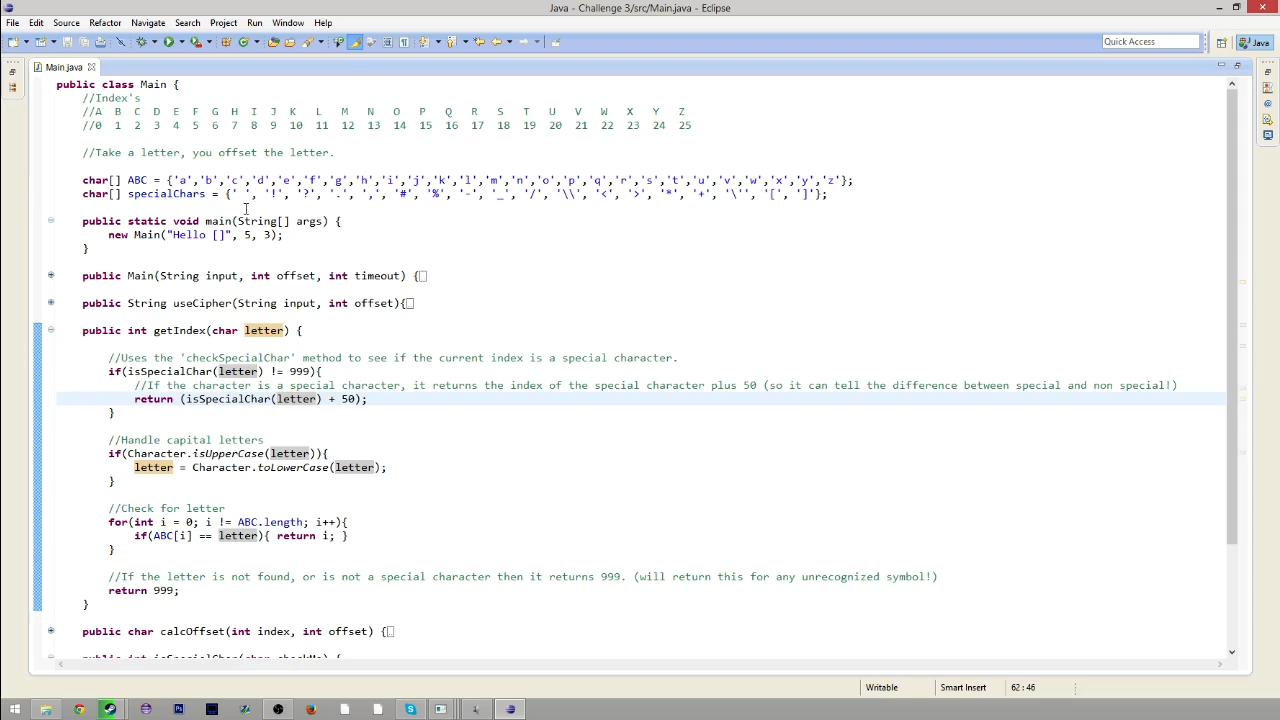 Java - Challenge 3/src/Main.java - Eclipse
File Edit Source Refactor Navigate Search Project Run Window Help
Quick Access
Java
Main.java
public class Main {
//Index's
//A B C D E F G H I J K L M N O P Q R S T U V W X Y Z
//0 1 2 3 4 5 6 7 8 9 10 11 12 13 14 15 16 17 18 19 20 21 22 23 24 25
//Take a letter, you offset the letter.
char[] ABC = {'a','b','c','d','e','f','g','h','i','j','k','l','m','n','o','p','q','r','s','t','u','v','w','x','y','z'};
char[] specialChars = {' ', '!', '?', '.', ',', '#', '%', '-', '_', '/', '\\', '<', '>', '*', '+', '\'', '[', ']'};
public static void main(String[] args) {
new Main("Hello []", 5, 3);
}
public Main(String input, int offset, int timeout) {
public String useCipher(String input, int offset){
public int getIndex(char letter) {
//Uses the 'checkSpecialChar' method to see if the current index is a special character.
if(isSpecialChar(letter) != 999){
//If the character is a special character, it returns the index of the special character plus 50 (so it can tell the difference between special and non special!)
return (isSpecialChar(letter) + 50);
}
//Handle capital letters
if(Character.isUpperCase(letter)){
letter = Character.toLowerCase(letter);
}
//Check for letter
for(int i = 0; i != ABC.length; i++){
if(ABC[i] == letter){ return i; }
}
//If the letter is not found, or is not a special character then it returns 999. (will return this for any unrecognized symbol!)
return 999;
}
public char calcOffset(int index, int offset) {
public int isSpecialChar(char checkMe) {
Writable Smart Insert 62 : 46